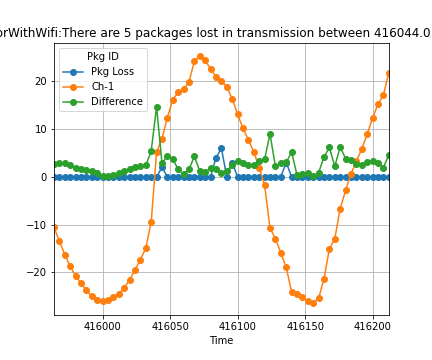 orWithWifi:There are 5 packages lost in transmission between 416044.0
Pkg ID
Pkg Loss
Ch-1
Difference
20
10
0
−10
−20
416000 416050 416100 416150 416200
Time